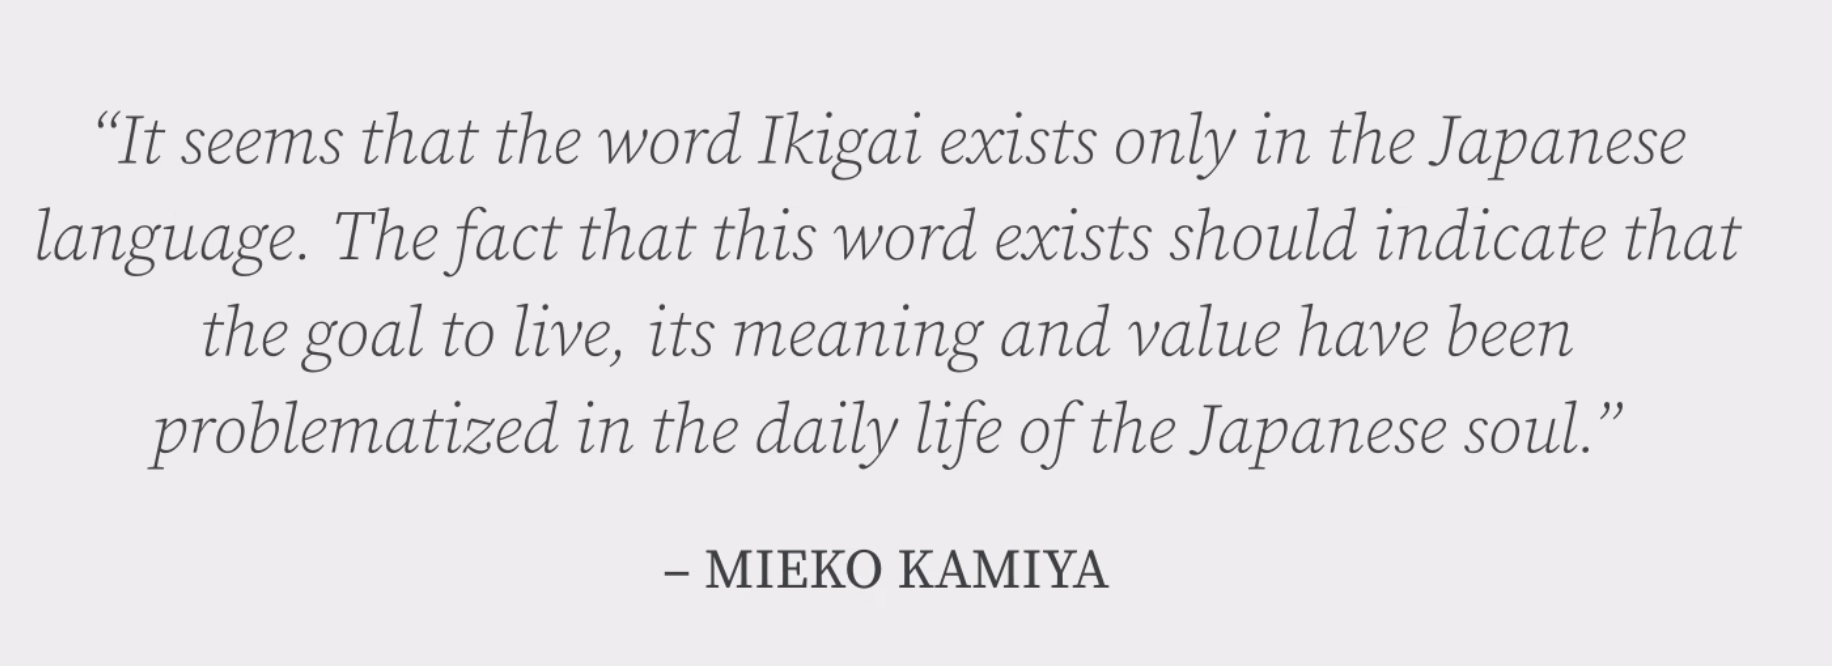 “It seems that the word Ikigai exists only in the Japanese
language. The fact that this word exists should indicate that
the goal to live, its meaning and value have been
problematized in the daily life of the Japanese soul.”
– MIEKO KAMIYA